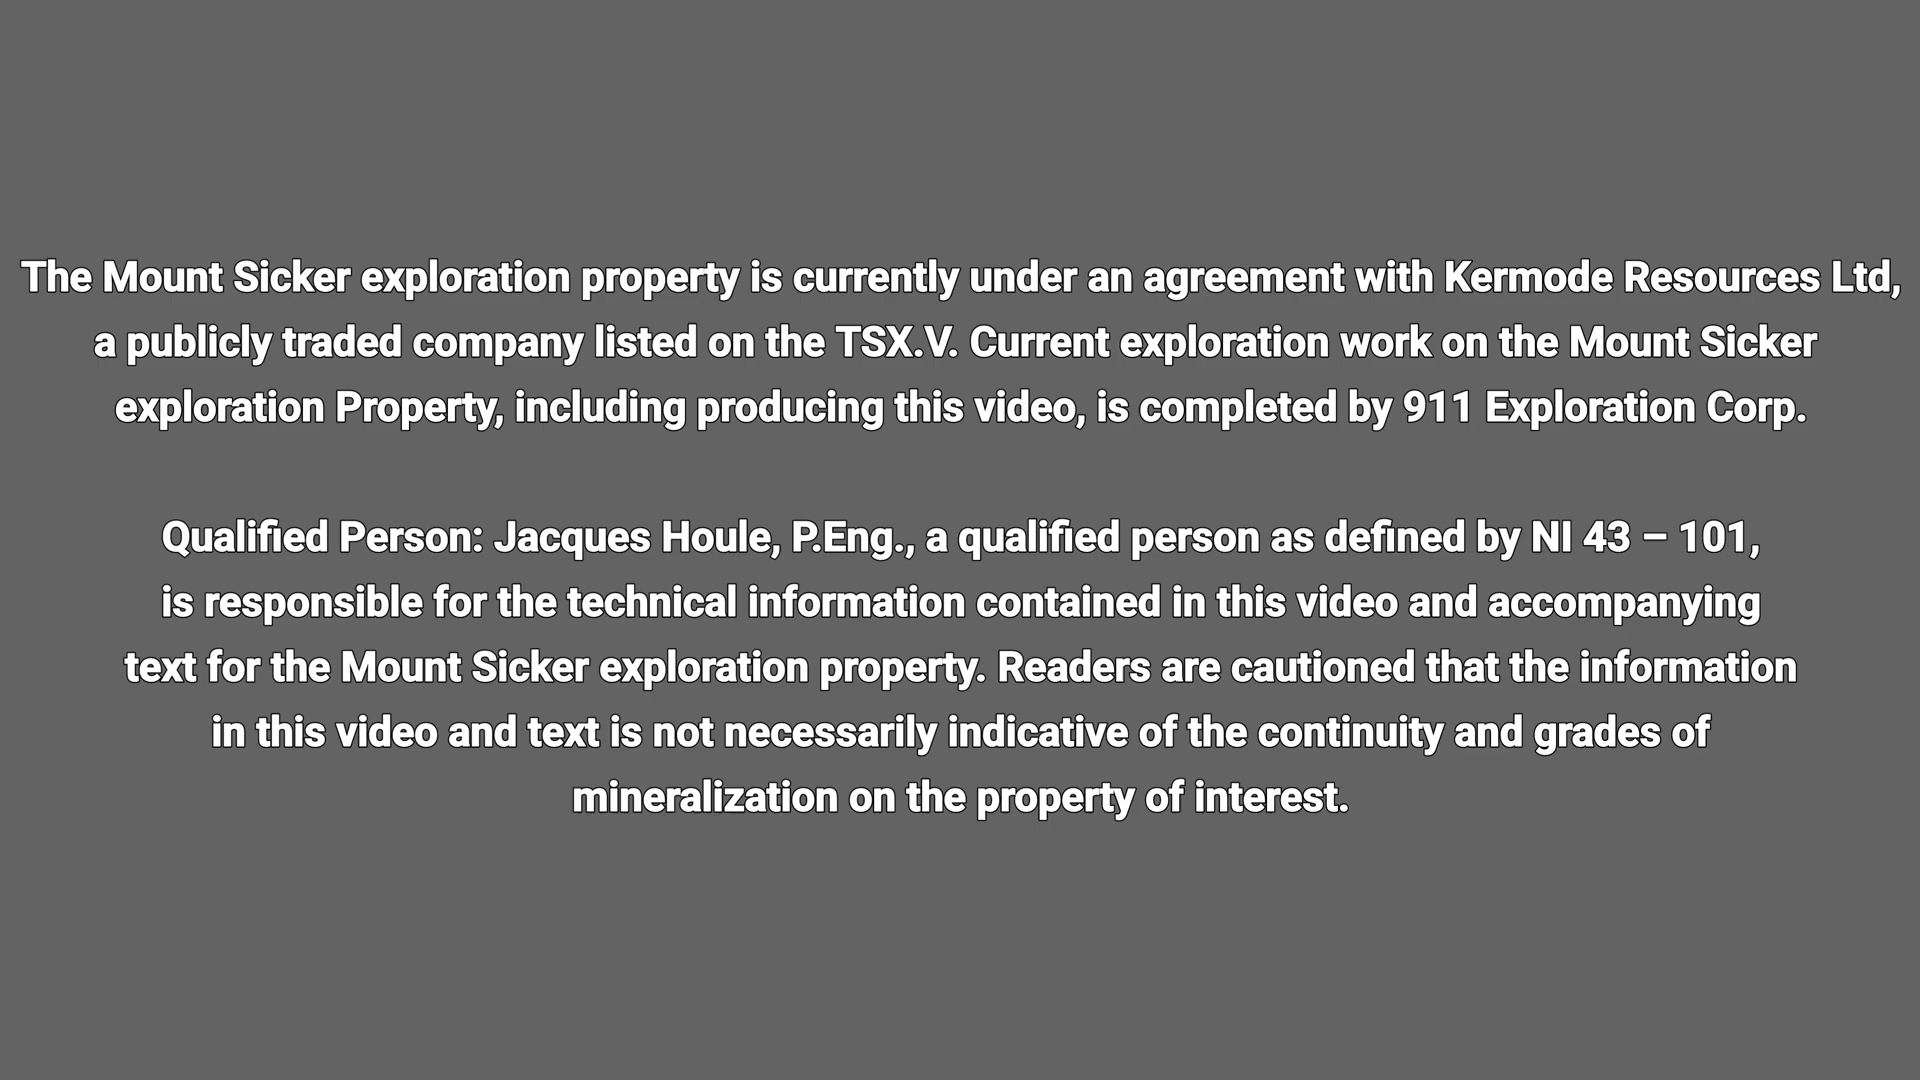 The Mount Sicker exploration property is currently under an agreement with Kermode Resources Ltd,
a publicly traded company listed on the TSX.V. Current exploration work on the Mount Sicker
exploration Property, including producing this video, is completed by 911 Exploration Corp.
Qualified Person: Jacques Houle, P.Eng., a qualified person as defined by NI 43 – 101,
is responsible for the technical information contained in this video and accompanying
text for the Mount Sicker exploration property. Readers are cautioned that the information
in this video and text is not necessarily indicative of the continuity and grades of
mineralization on the property of interest.